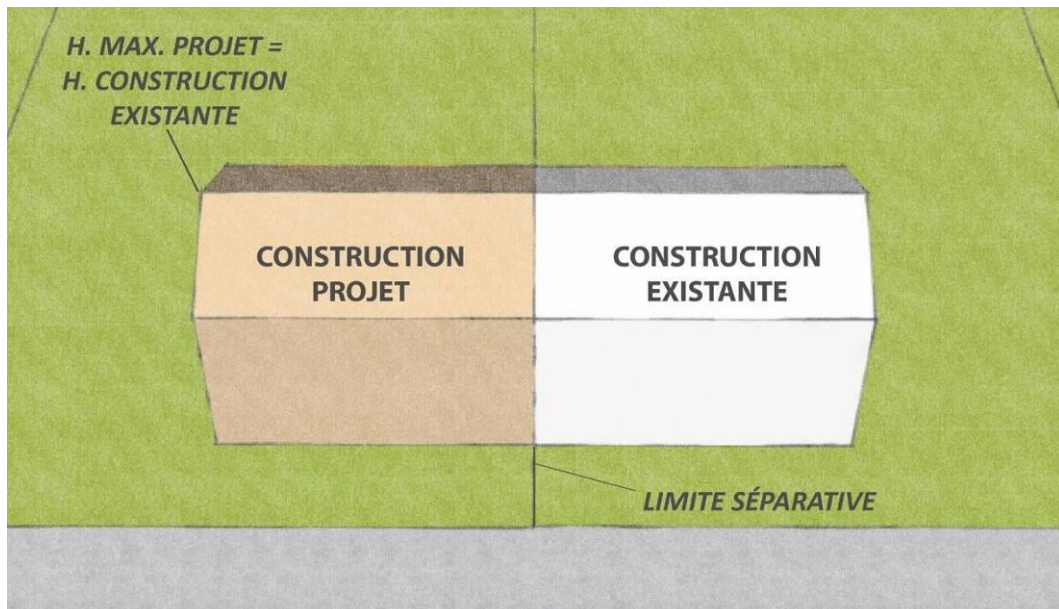 H. MAX. PROJET =
H. CONSTRUCTION
EXISTANTE
CONSTRUCTION
PROJET
CONSTRUCTION
EXISTANTE
LIMITE SÉPARATIVE